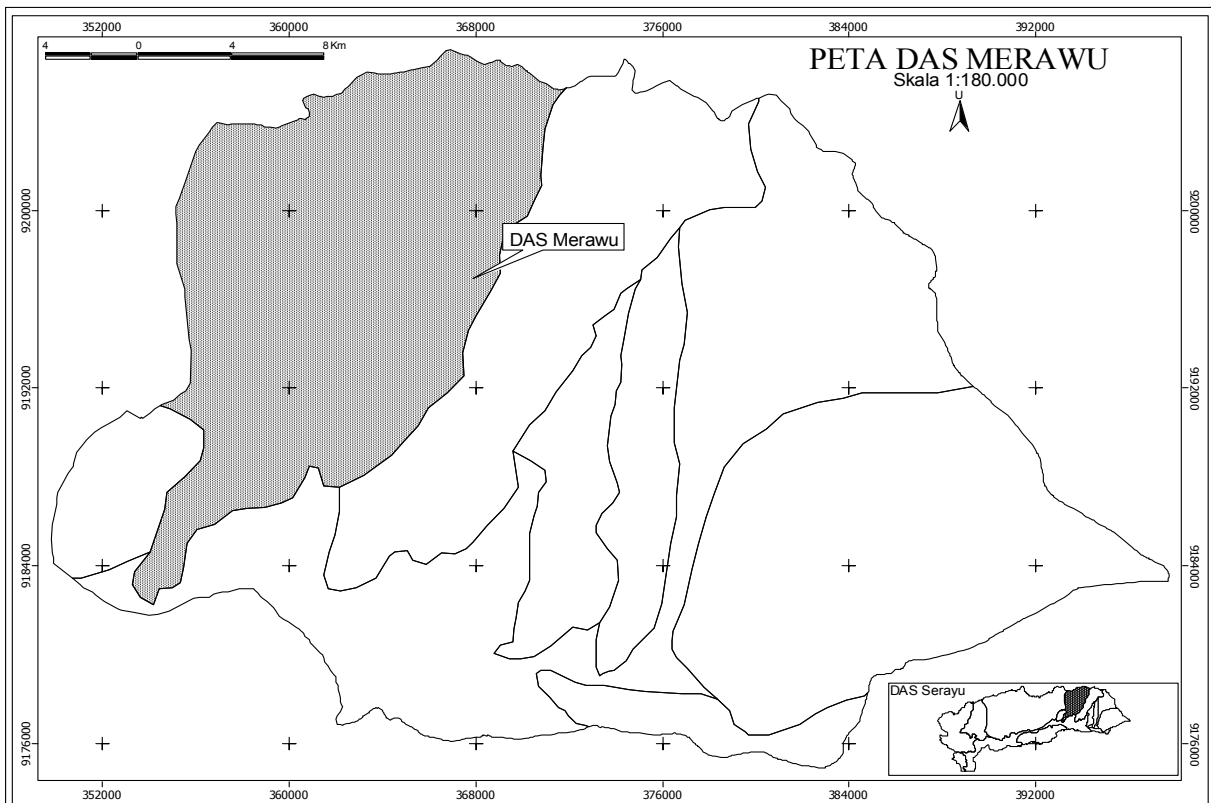 352000 360000 368000 376000 384000 392000
4 0 4 8 Km
PETA DAS MERAWU
Skala 1:180.000
U
9200000 9200000
DAS Merawu
9192000 9192000
9184000 9184000
DAS Serayu
9176000 9176000
352000 360000 368000 376000 384000 392000